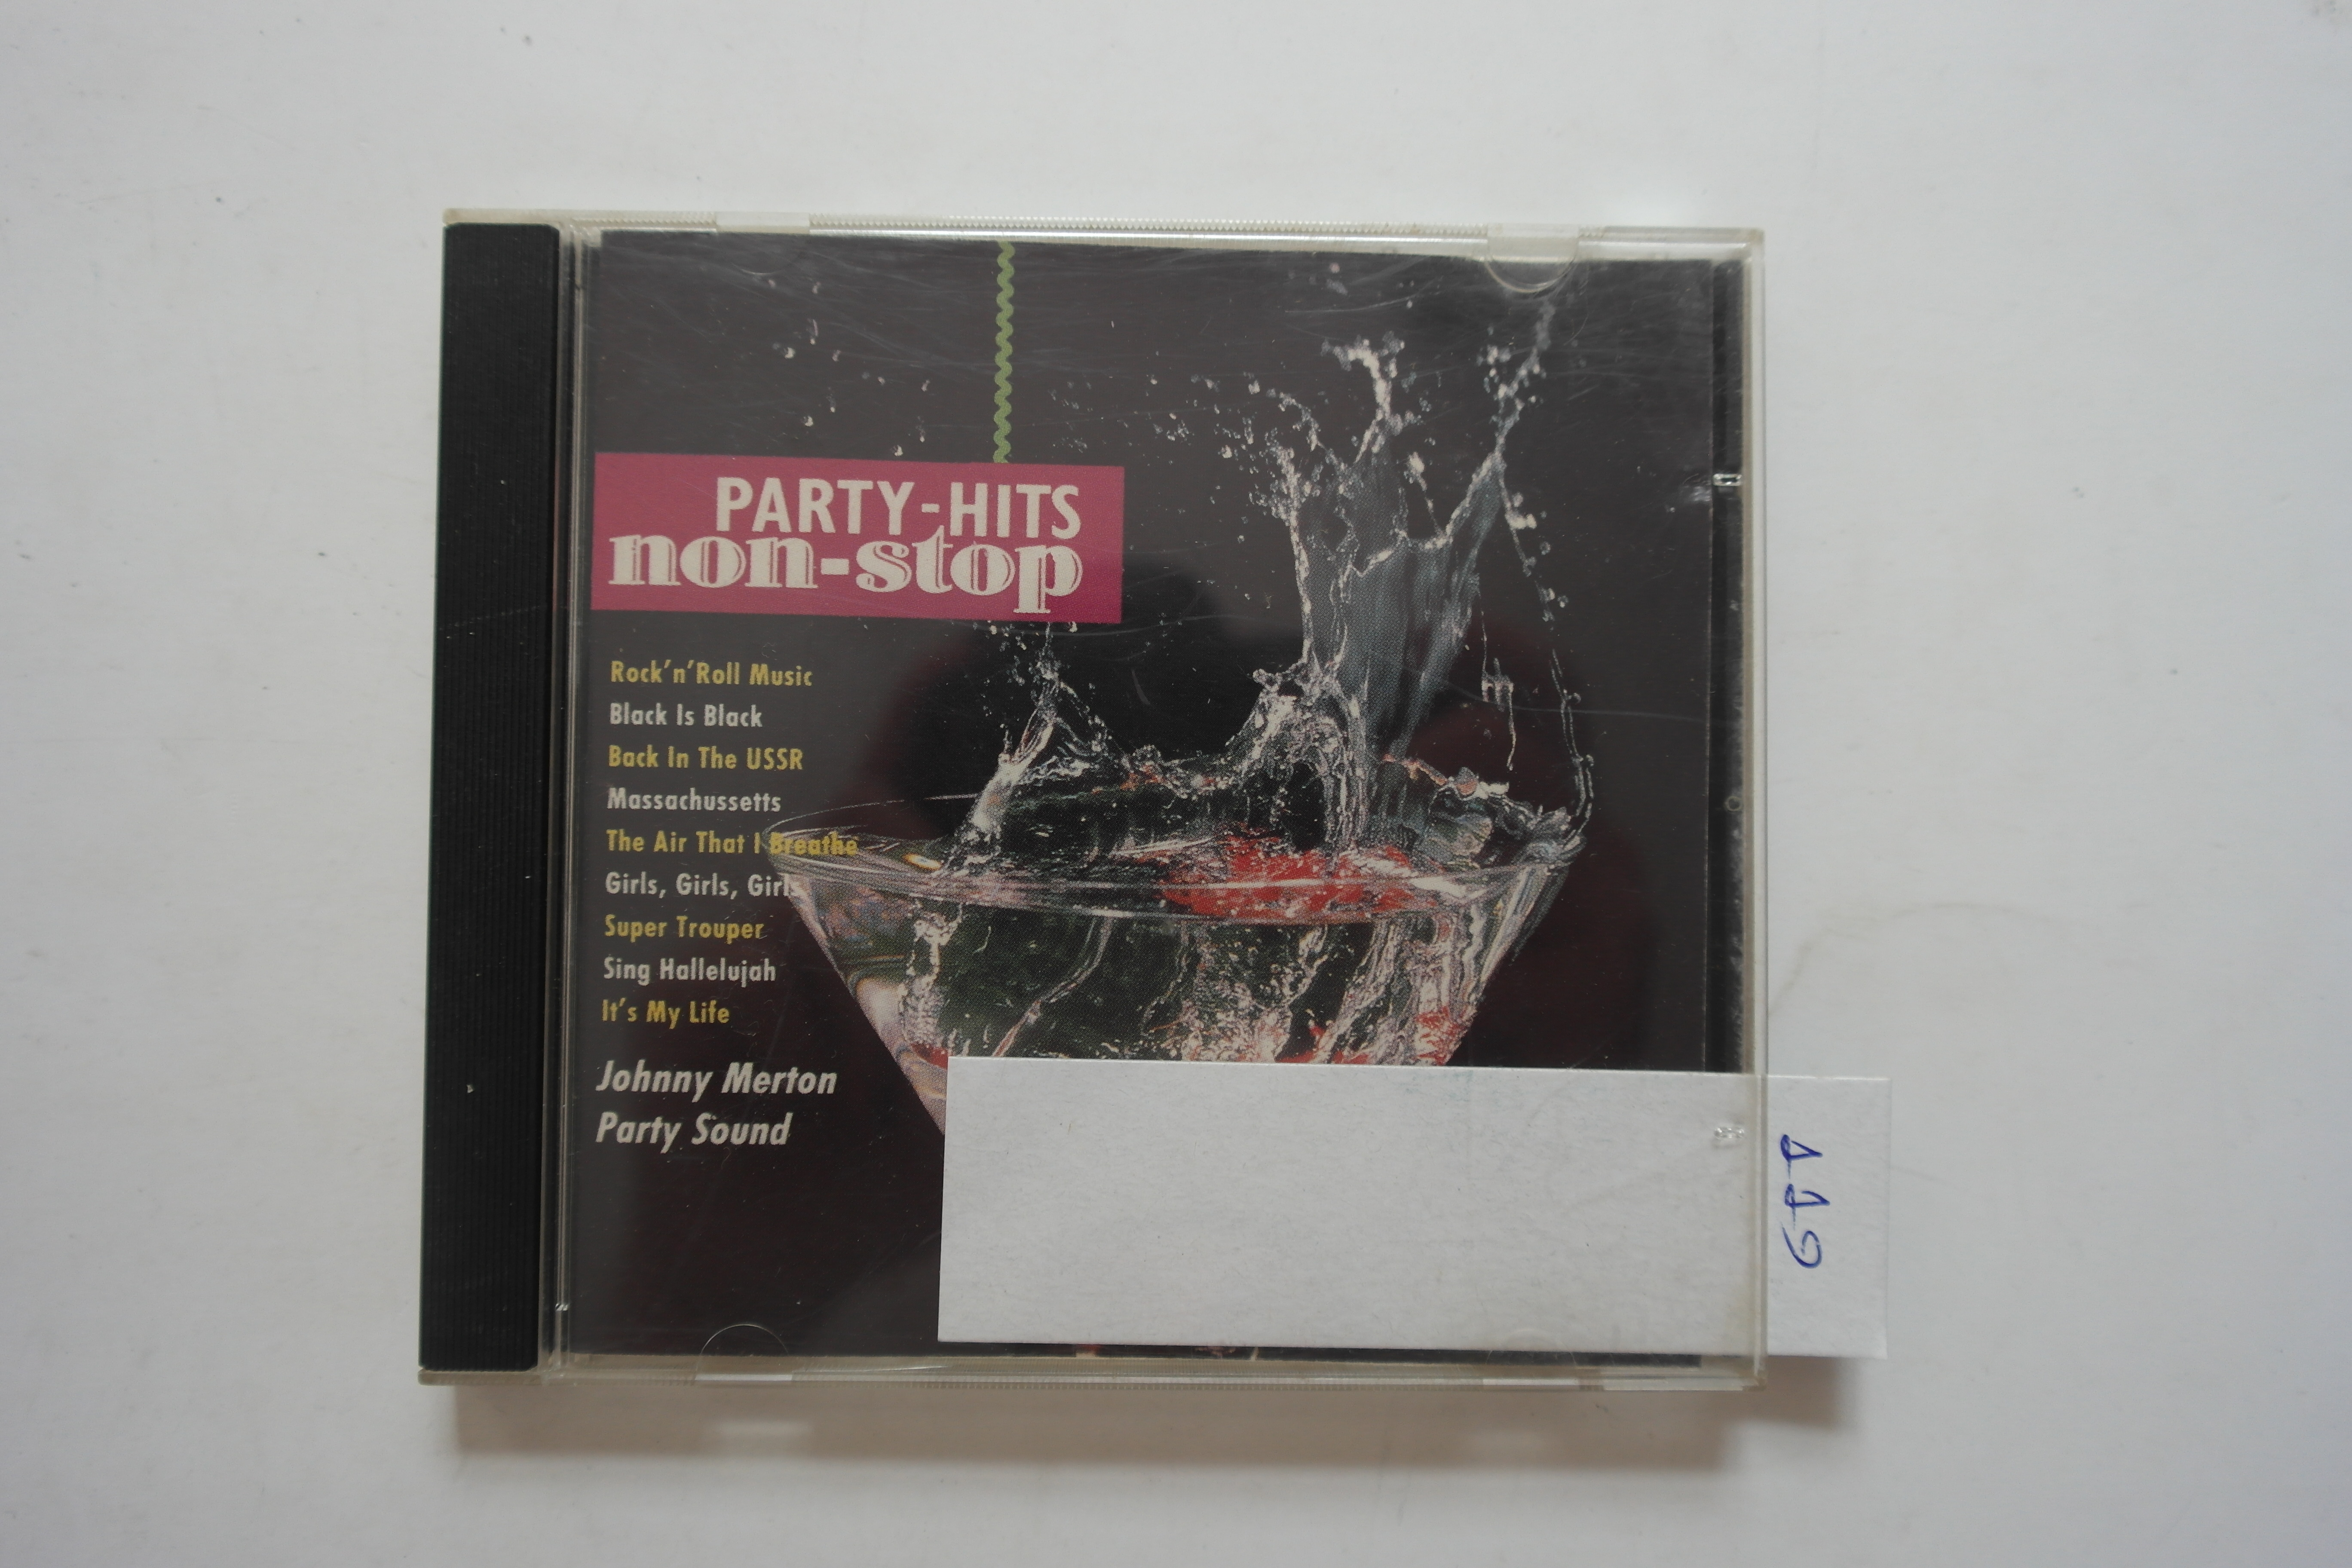 PARTY-HITS
non-stop
Rock'n'Roll Music
Black Is Black
Back In The USSR
Massachussetts
The Air That I Breathe
Girls, Girls, Girls
Super Trouper
Sing Hallelujah
It's My Life
Johnny Merton
Party Sound
119